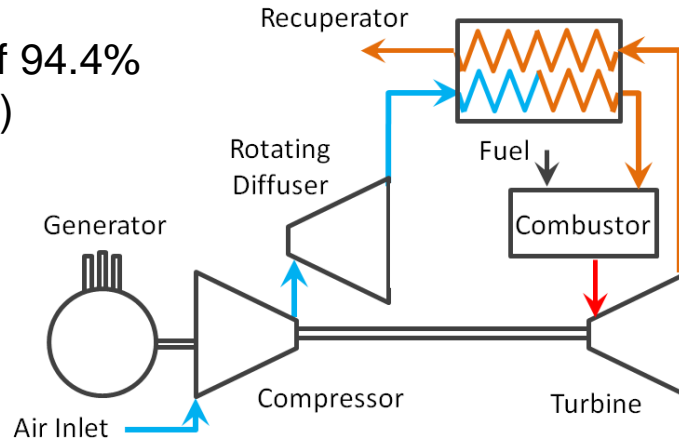 Recuperator
f 94.4%
)
Fuel
Rotating
Diffuser
Generator
Combustor
Compressor
Turbine
Air Inlet